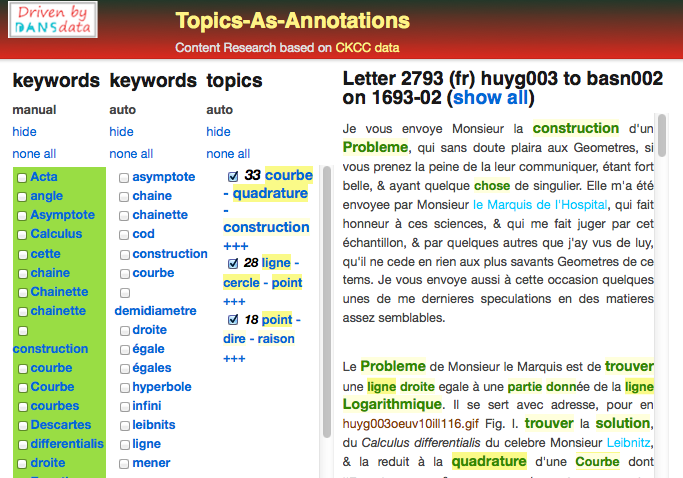 Driven by
DANSdata
Topics-As-Annotations
Content Research based on CKCC data
keywords
manual
hide
none all
Acta
angle
Asymptote
Calculus
cette
chaine
Chainette
chainette
construction
courbe
Courbe
courbes
Descartes
differentialis
droite
keywords
auto
hide
none all
asymptote
chaine
chainette
cod
construction
courbe
demidiametre
droite
égale
égales
hyperbole
infini
leibnits
ligne
mener
topics
auto
hide
none all
33 courbe
- quadrature
-
construction
+++
28 ligne -
cercle - point
+++
18 point -
dire - raison
+++
Letter 2793 (fr) huyg003 to basn002
on 1693-02 (show all)
Je vous envoye Monsieur la construction d'un
Probleme, qui sans doute plaira aux Geometres, si
vous prenez la peine de la leur communiquer, étant fort
belle, & ayant quelque chose de singulier. Elle m'a été
envoyee par Monsieur le Marquis de l'Hospital, qui fait
honneur à ces sciences, & qui me fait juger par cet
échantillon, & par quelques autres que j'ay vus de luy,
qu'il ne cede en rien aux plus savants Geometres de ce
tems. Je vous envoye aussi à cette occasion quelques
unes de me dernieres speculations en des matieres
assez semblables.
Le Probleme de Monsieur le Marquis est de trouver
une ligne droite egale à une partie donnée de la ligne
Logarithmique. Il se sert avec adresse, pour en
huyg003oeuv10ill116.gif Fig. I. trouver la solution,
du Calculus differentialis du celebre Monsieur Leibnitz,
& la reduit à la quadrature d'une Courbe dont